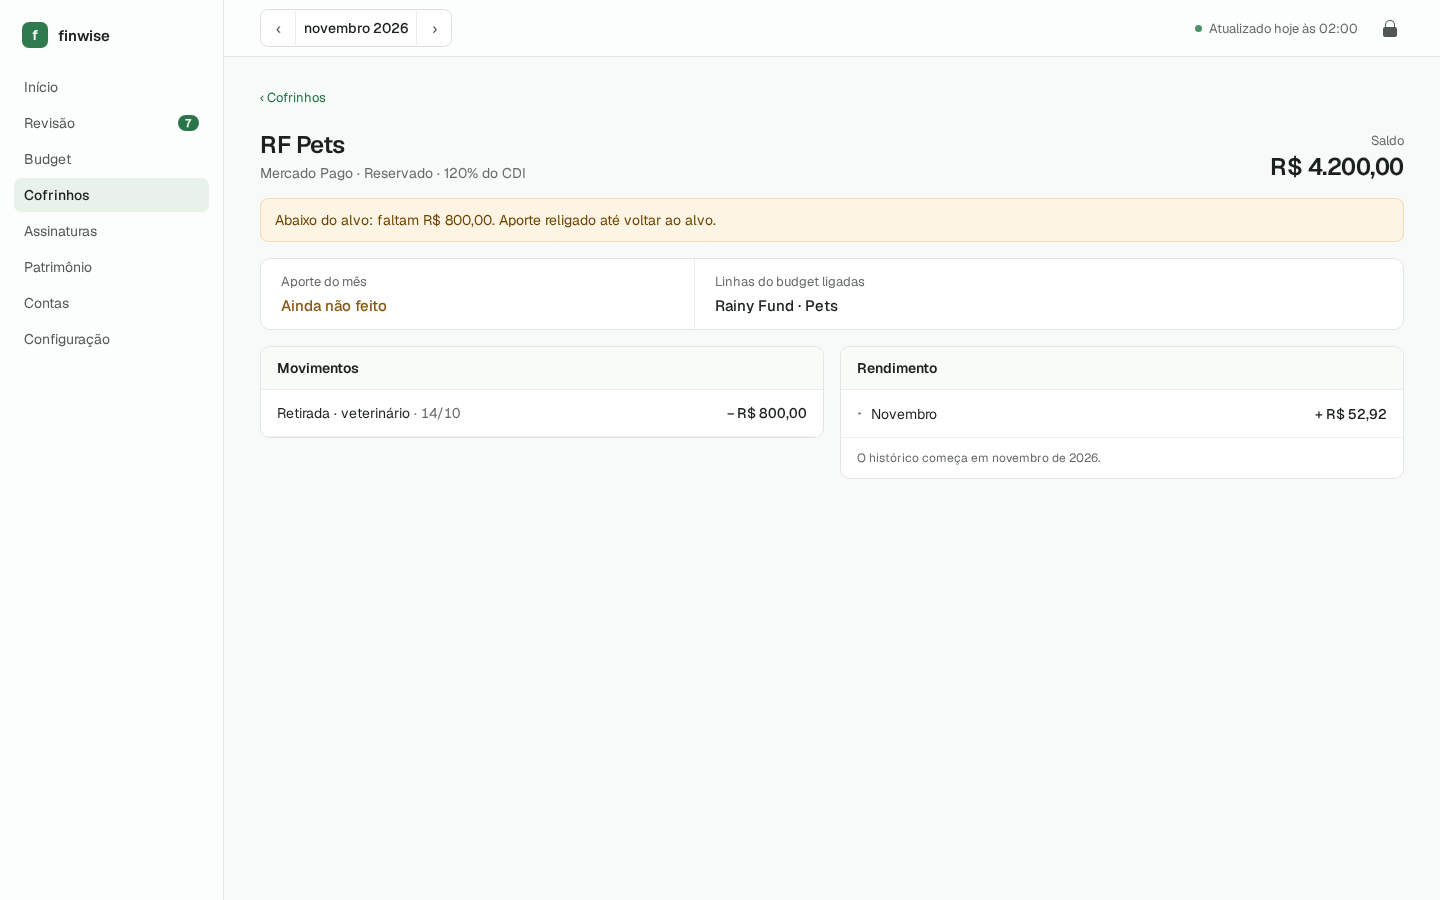 f finwise
Início
Revisão 7
Budget
Cofrinhos
Assinaturas
Patrimônio
Contas
Configuração
‹ novembro 2026 ›
Atualizado hoje às 02:00
‹ Cofrinhos
RF Pets
Mercado Pago · Reservado · 120% do CDI
Saldo
R$ 4.200,00
Abaixo do alvo: faltam R$ 800,00. Aporte religado até voltar ao alvo.
Aporte do mês
Ainda não feito
Linhas do budget ligadas
Rainy Fund · Pets
Movimentos
Retirada · veterinário · 14/10 − R$ 800,00
Rendimento
‣ Novembro + R$ 52,92
O histórico começa em novembro de 2026.